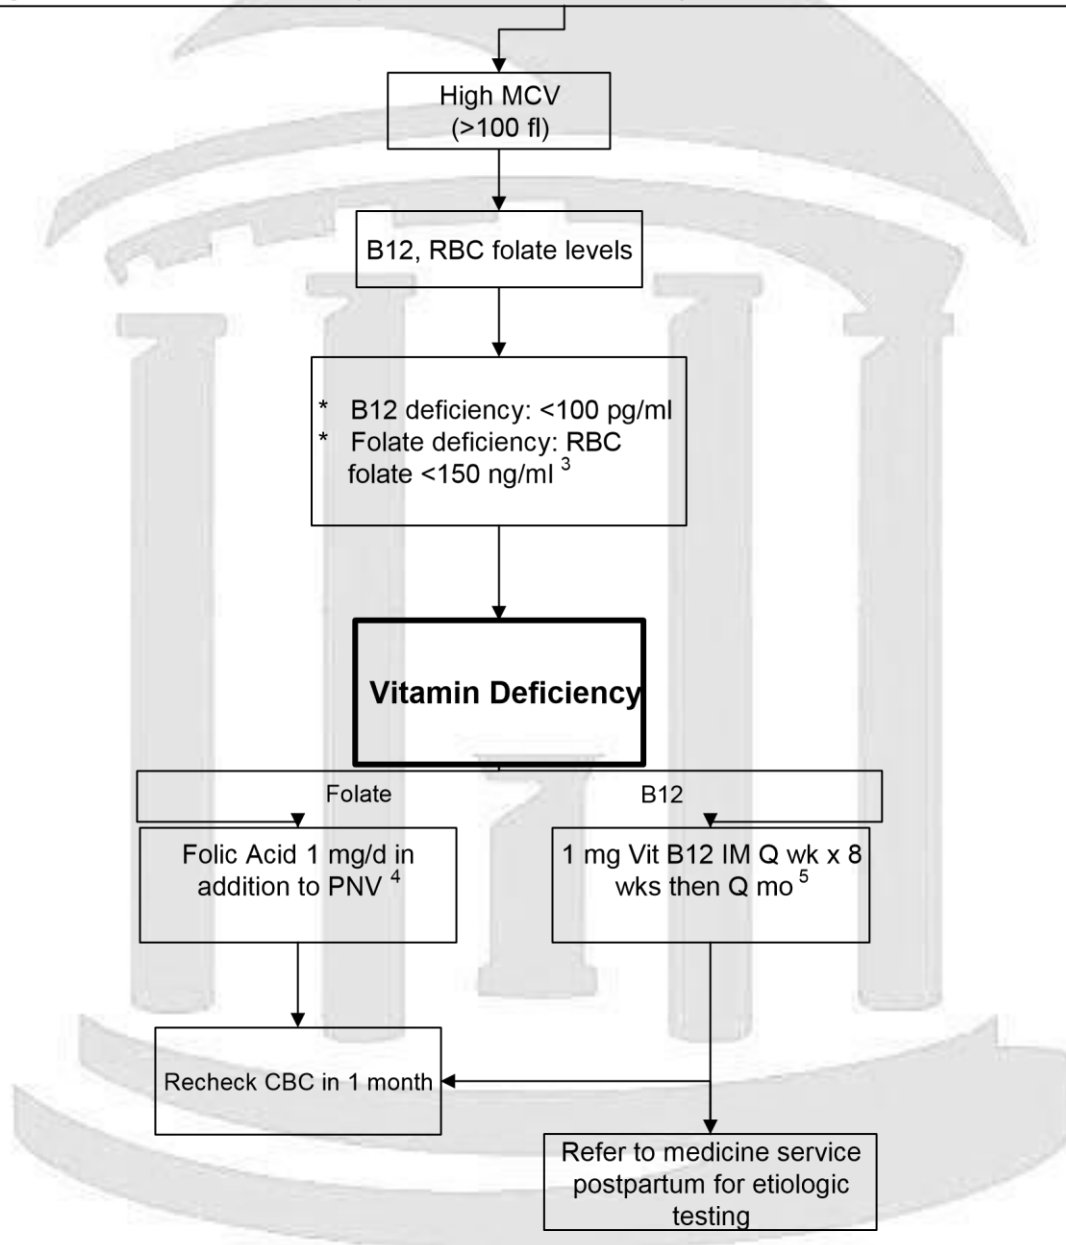 High MCV
(>100 fl)
B12, RBC folate levels
* B12 deficiency: <100 pg/ml
* Folate deficiency: RBC
folate <150 ng/ml 3
Vitamin Deficiency
Folate
B12
Folic Acid 1 mg/d in
addition to PNV 4
1 mg Vit B12 IM Q wk x 8
wks then Q mo 5
Recheck CBC in 1 month
Refer to medicine service
postpartum for etiologic
testing